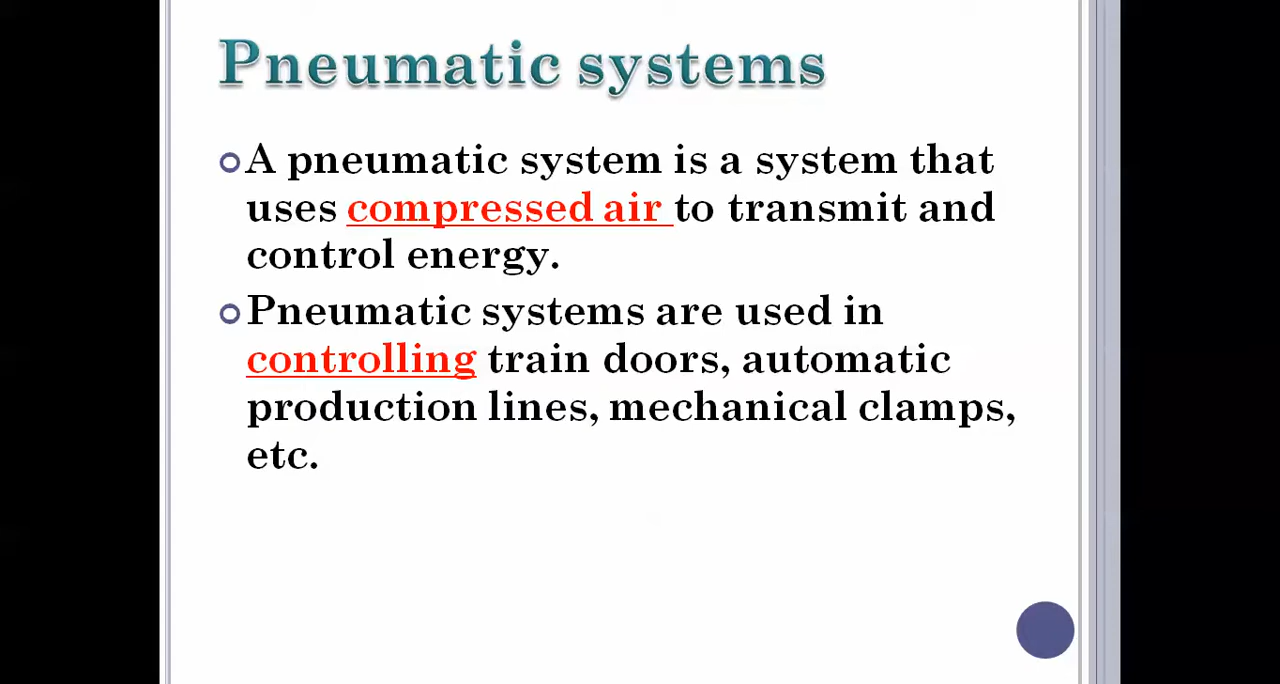 Pneumatic systems
A pneumatic system is a system that
uses compressed air to transmit and
control energy.
Pneumatic systems are used in
controlling train doors, automatic
production lines, mechanical clamps,
etc.